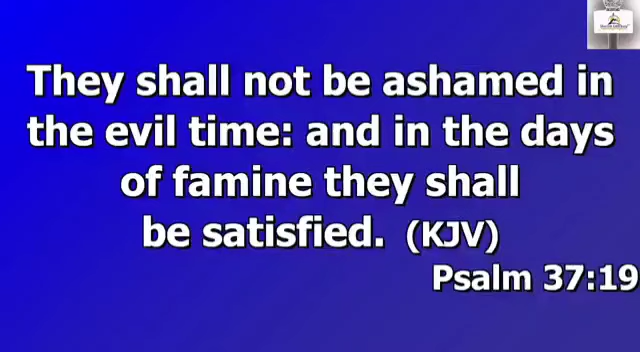 They shall not be ashamed in
the evil time: and in the days
of famine they shall
be satisfied. (KJV)
Psalm 37:19